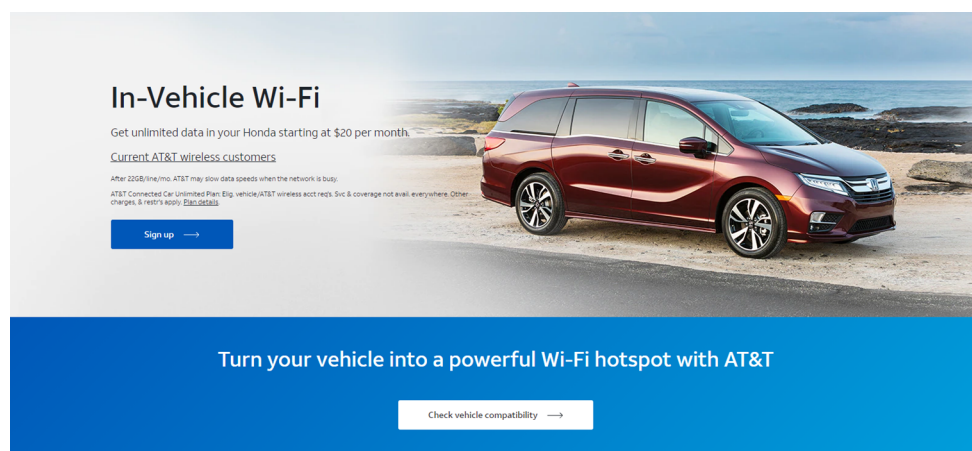 In-Vehicle Wi-Fi
Get unlimited data in your Honda starting at $20 per month.
Current AT&T wireless customers
After 22GB/line/mo. AT&T may slow data speeds when the network is busy.
AT&T Connected Car Unlimited Plan: Elig. vehicle/AT&T wireless acct req's. Svc & coverage not avail. everywhere. Other
charges, & restr's apply. Plan details.
Sign up
Turn your vehicle into a powerful Wi-Fi hotspot with AT&T
Check vehicle compatibility